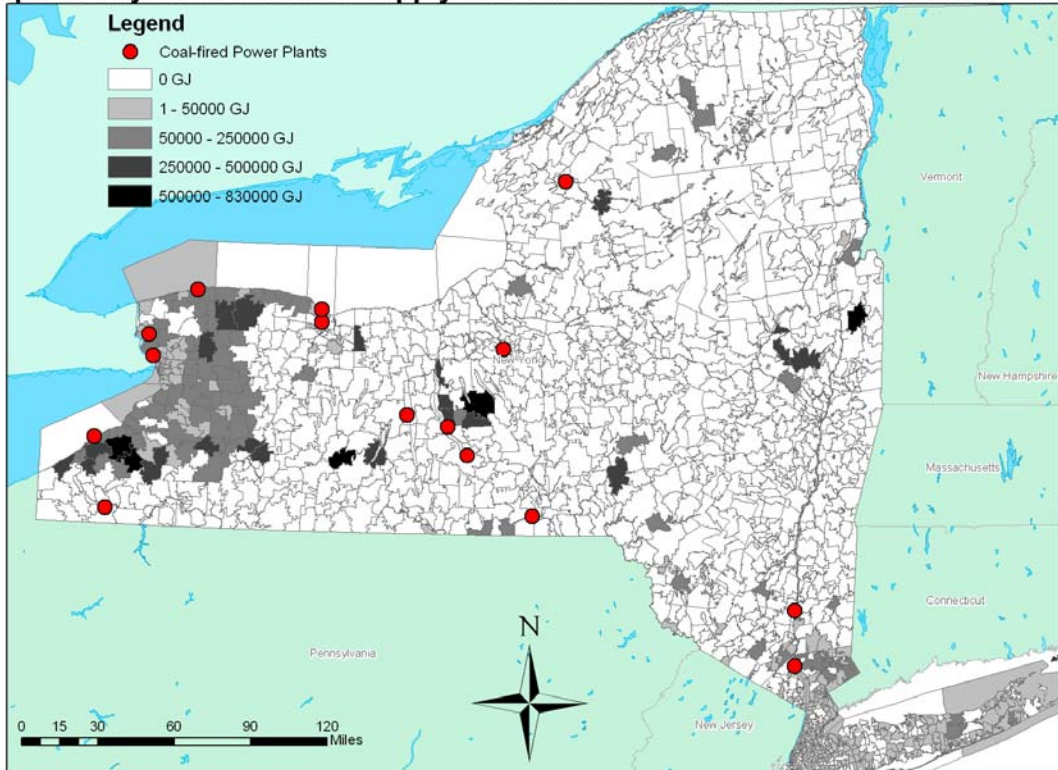 Legend
Coal-fired Power Plants
0 GJ
1 - 50000 GJ
50000 - 250000 GJ
250000 - 500000 GJ
500000 - 830000 GJ
Vermont
New York
New Hampshire
Massachusetts
Connecticut
Pennsylvania
N
New Jersey
0 15 30 60 90 120
Miles